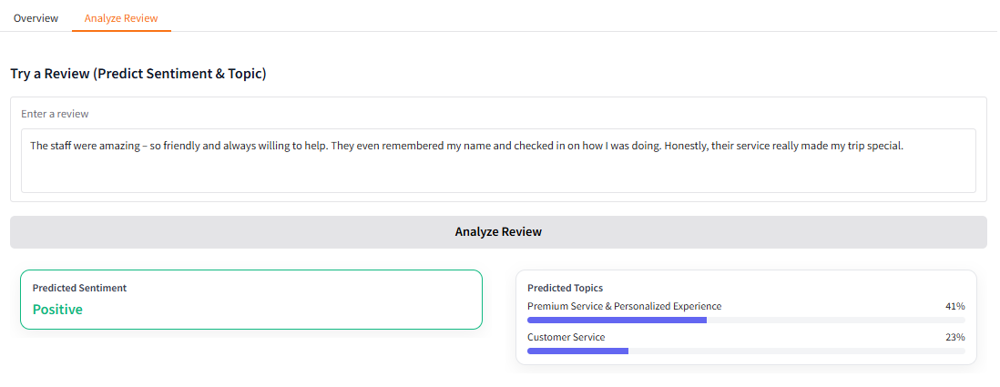 Overview
Analyze Review
Try a Review (Predict Sentiment & Topic)
Enter a review
The staff were amazing – so friendly and always willing to help. They even remembered my name and checked in on how I was doing. Honestly, their service really made my trip special.
Analyze Review
Predicted Sentiment
Positive
Predicted Topics
Premium Service & Personalized Experience 41%
Customer Service 23%